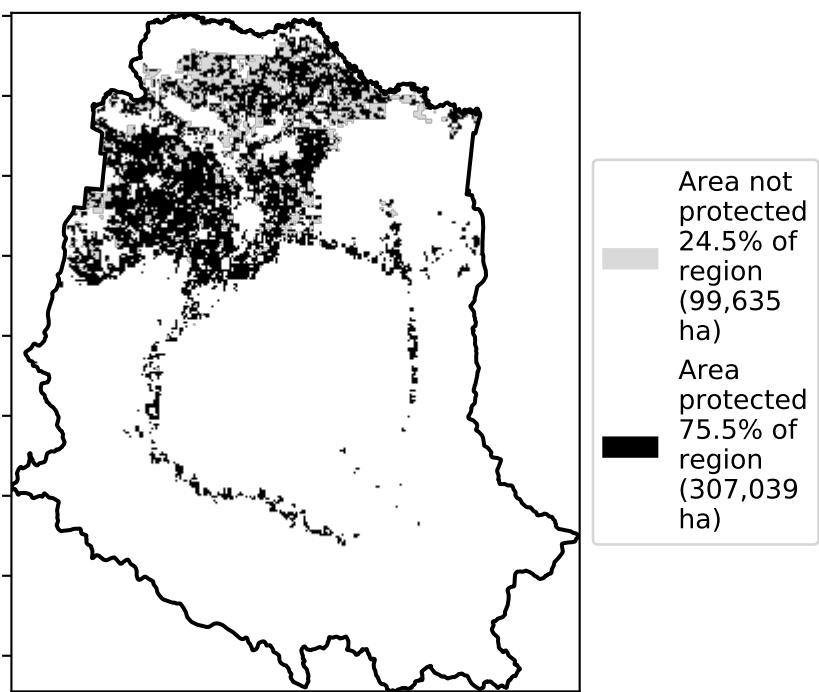 Area not
protected
24.5% of
region
(99,635
ha)
Area
protected
75.5% of
region
(307,039
ha)